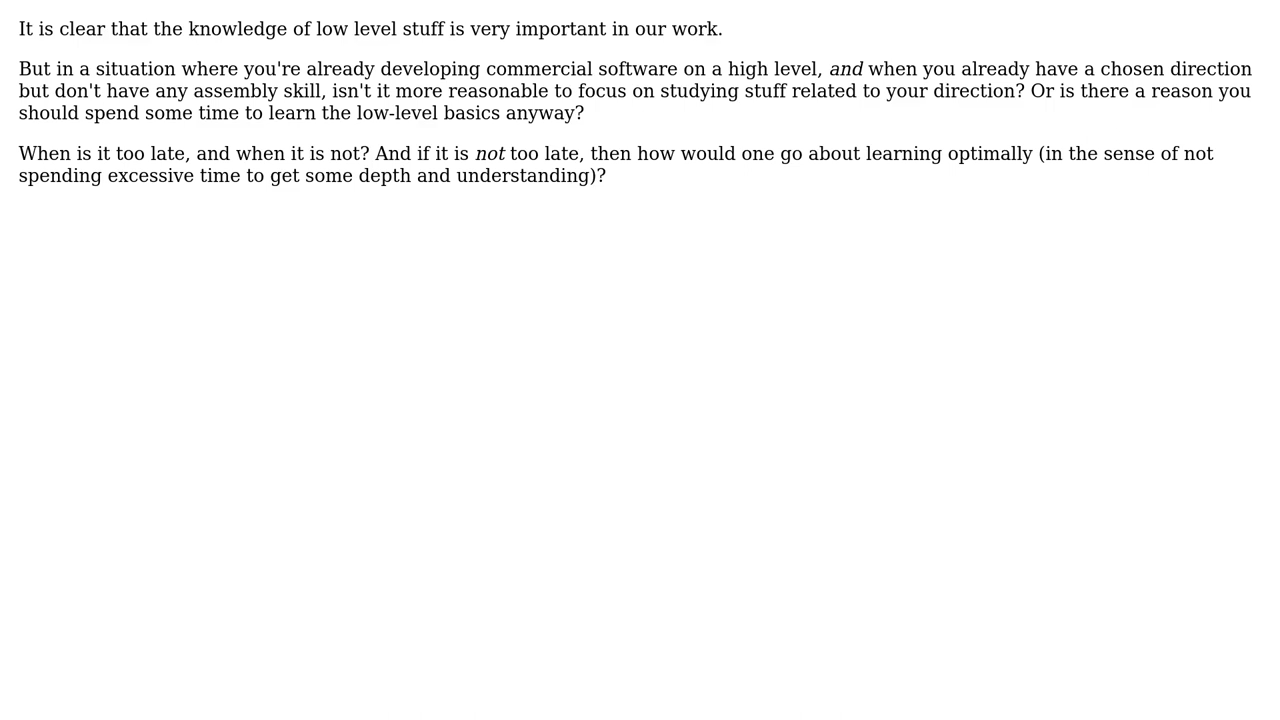 It is clear that the knowledge of low level stuff is very important in our work.
But in a situation where you're already developing commercial software on a high level, and when you already have a chosen direction
but don't have any assembly skill, isn't it more reasonable to focus on studying stuff related to your direction? Or is there a reason you
should spend some time to learn the low-level basics anyway?
When is it too late, and when it is not? And if it is not too late, then how would one go about learning optimally (in the sense of not
spending excessive time to get some depth and understanding)?